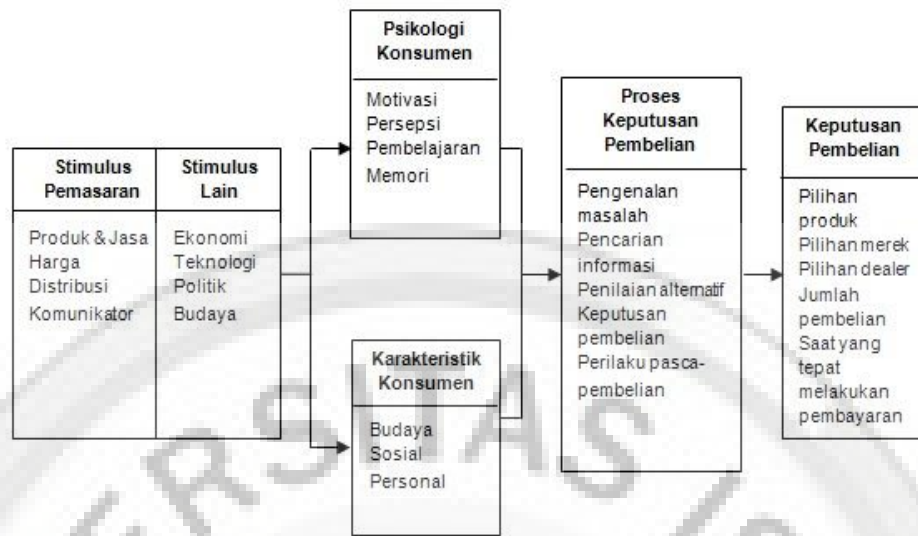 Stimulus
Pemasaran
Produk & Jasa
Harga
Distribusi
Komunikator
Stimulus
Lain
Ekonomi
Teknologi
Politik
Budaya
Psikologi
Konsumen
Motivasi
Persepsi
Pembelajaran
Memori
Karakteristik
Konsumen
Budaya
Sosial
Personal
Proses
Keputusan
Pembelian
Pengenalan
masalah
Pencarian
informasi
Penilaian alternatif
Keputusan
pembelian
Perilaku pasca-
pembelian
Keputusan
Pembelian
Pilihan
produk
Pilihan merek
Pilihan dealer
Jumlah
pembelian
Saat yang
tepat
melakukan
pembayaran
ERSITAS